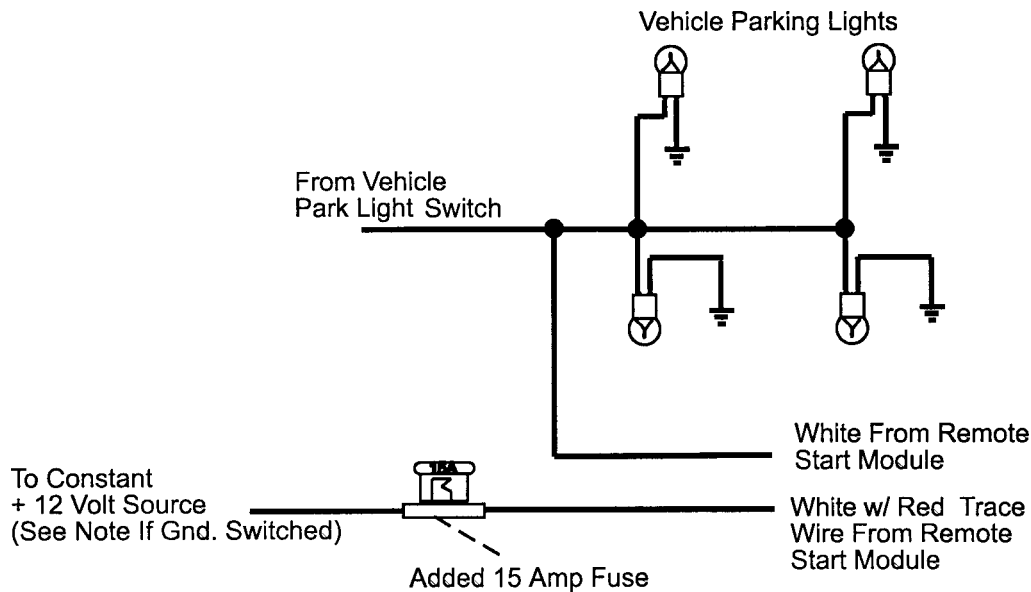 Vehicle Parking Lights
From Vehicle
Park Light Switch
White From Remote
Start Module
15A
To Constant
+ 12 Volt Source
(See Note If Gnd. Switched)
White w/ Red Trace
Wire From Remote
Start Module
Added 15 Amp Fuse